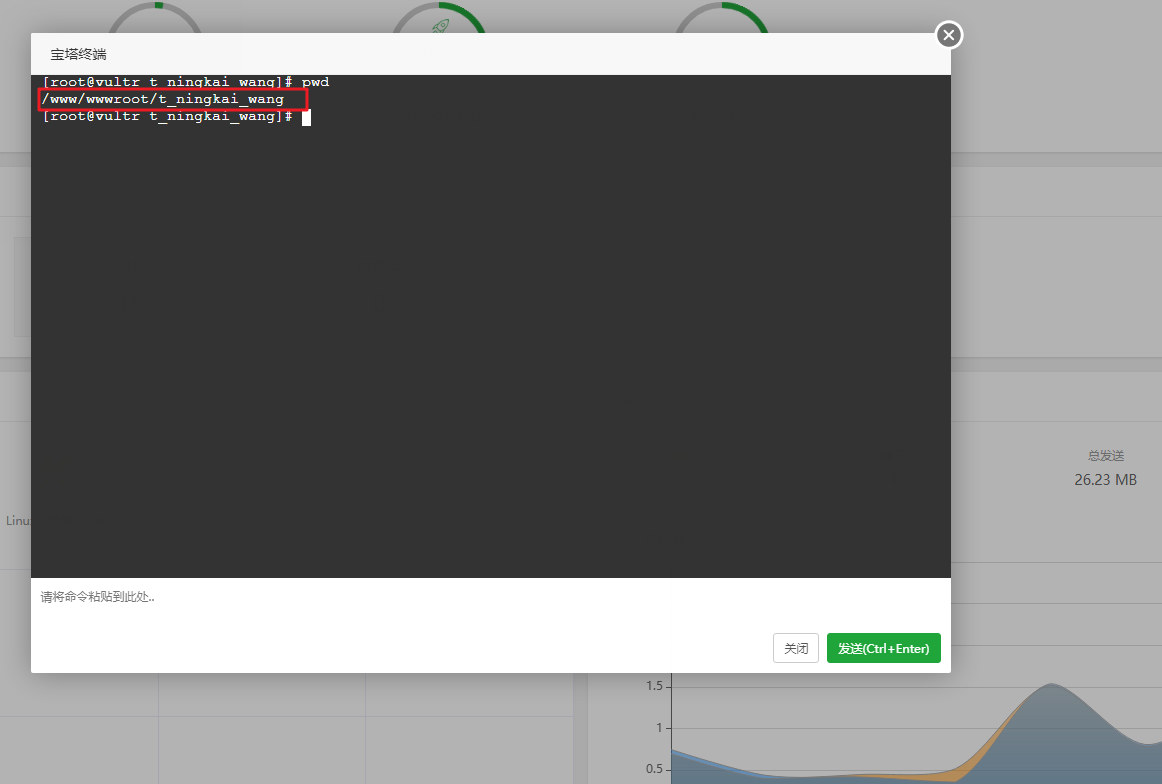 宝塔终端
[root@vultr t_ningkai_wang]# pwd
/www/wwwroot/t_ningkai_wang
[root@vultr t_ningkai_wang]#
总发送
26.23 MB
请将命令粘贴到此处..
关闭
发送(Ctrl+Enter)
1.5
1
0.5